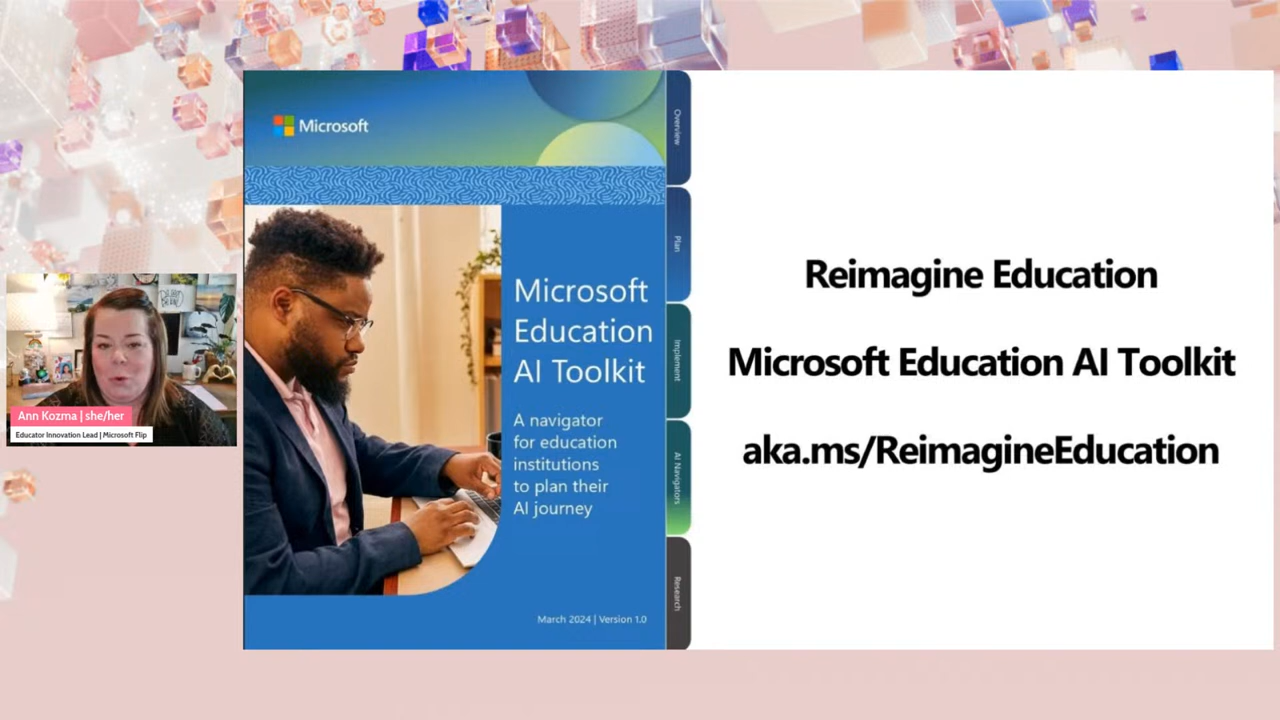 Microsoft
Microsoft
Education
AI Toolkit
A navigator
for education
institutions
to plan their
AI journey
March 2024 | Version 1.0
Overview
Plan
Implement
AI Navigators
Research
Reimagine Education
Microsoft Education AI Toolkit
aka.ms/ReimagineEducation
Ann Kozma | she/her
Educator Innovation Lead | Microsoft Flip